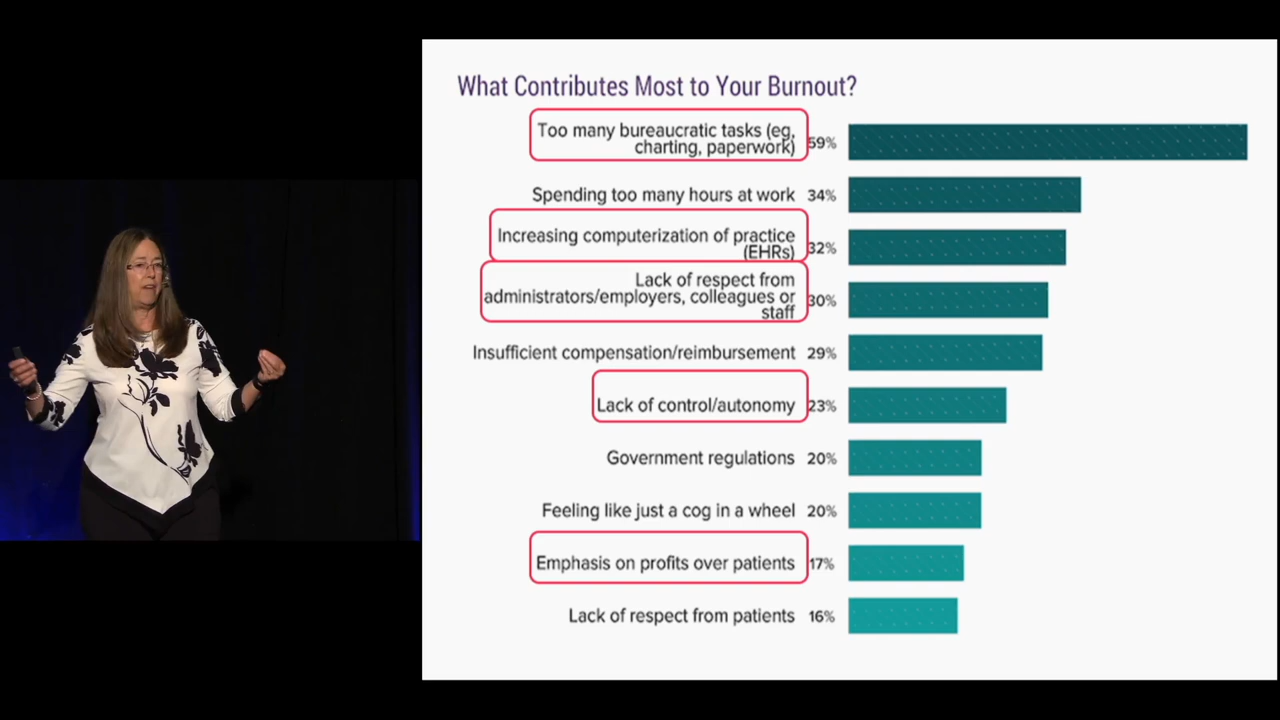 What Contributes Most to Your Burnout?
Too many bureaucratic tasks (eg,
charting, paperwork) 59%
Spending too many hours at work 34%
Increasing computerization of practice
(EHRs) 32%
Lack of respect from
administrators/employers, colleagues or
staff 30%
Insufficient compensation/reimbursement 29%
Lack of control/autonomy 23%
Government regulations 20%
Feeling like just a cog in a wheel 20%
Emphasis on profits over patients 17%
Lack of respect from patients 16%